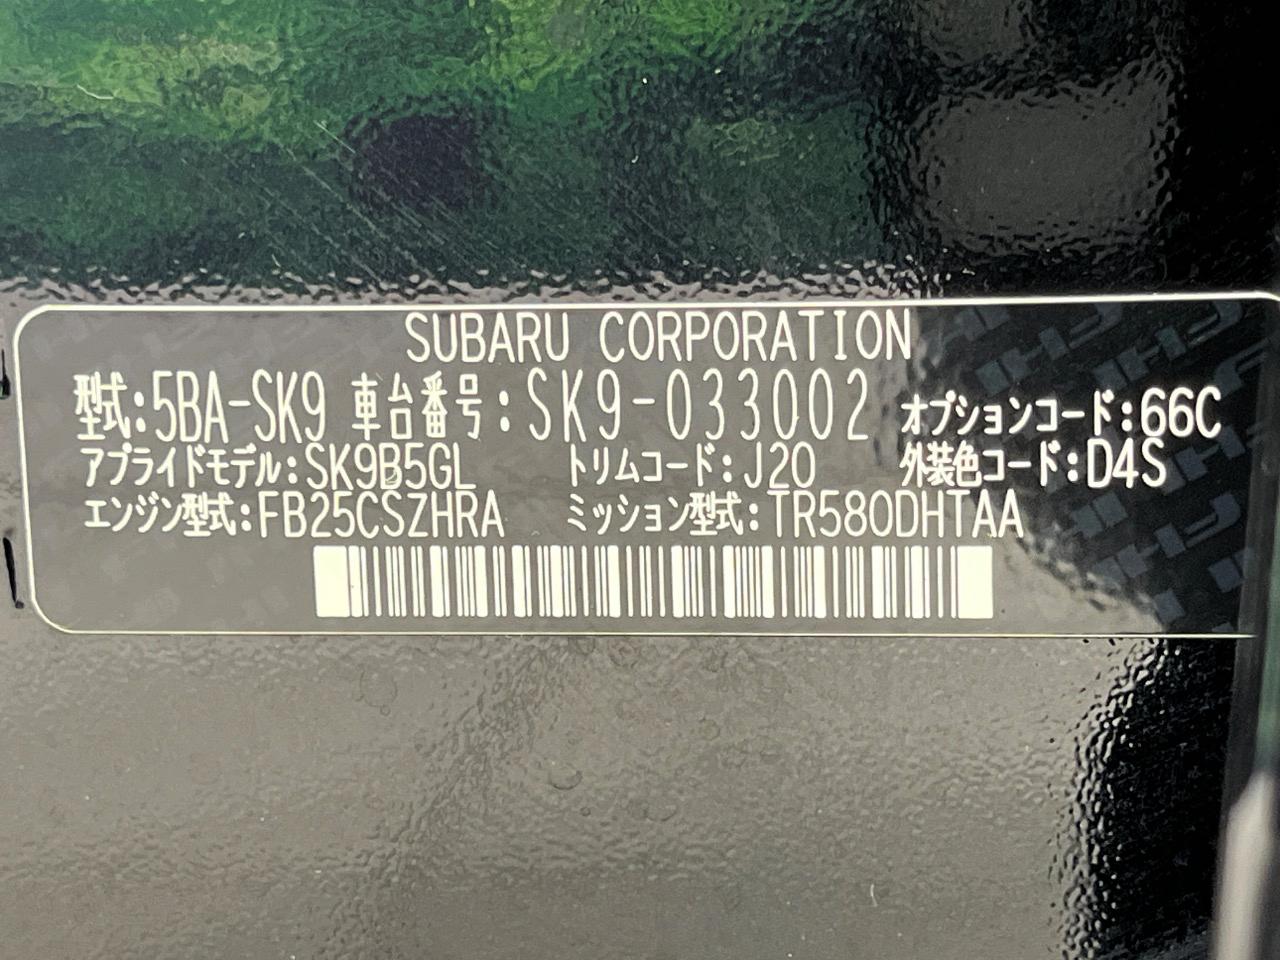 SUBARU CORPORATION
型式:5BA-SK9 車台番号:SK9-033002 オプションコード:66C
アプライドモデル:SK9B5GL トリムコード:J20 外装色コード:D4S
エンジン型式:FB25CSZHRA ミッション型式:TR580DHTAA